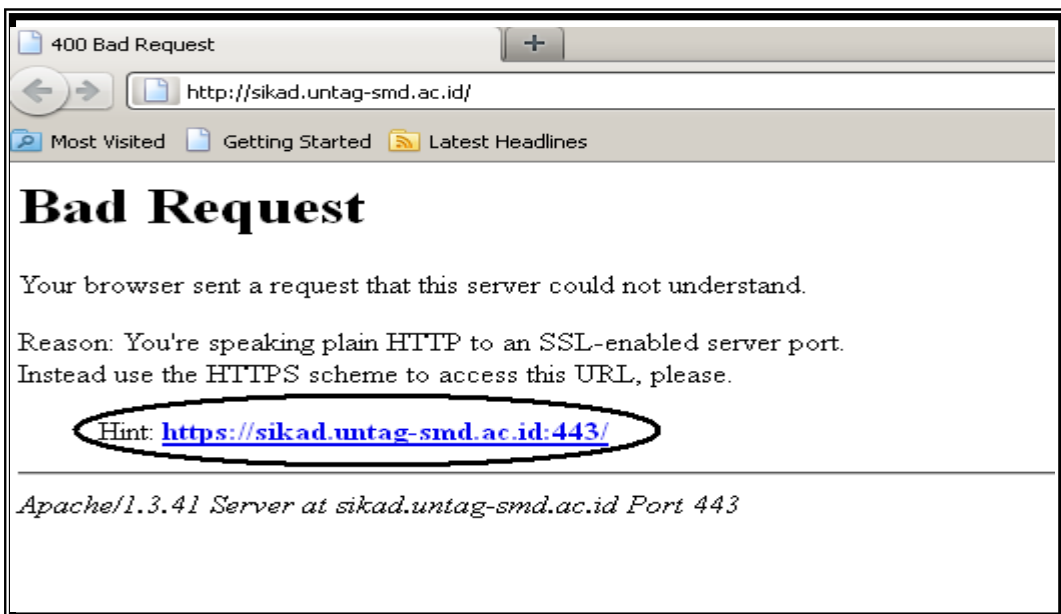 400 Bad Request
http://sikad.untag-smd.ac.id/
Most Visited Getting Started Latest Headlines
Bad Request
Your browser sent a request that this server could not understand.
Reason: You're speaking plain HTTP to an SSL-enabled server port.
Instead use the HTTPS scheme to access this URL, please.
Hint: https://sikad.untag-smd.ac.id:443/
Apache/1.3.41 Server at sikad.untag-smd.ac.id Port 443